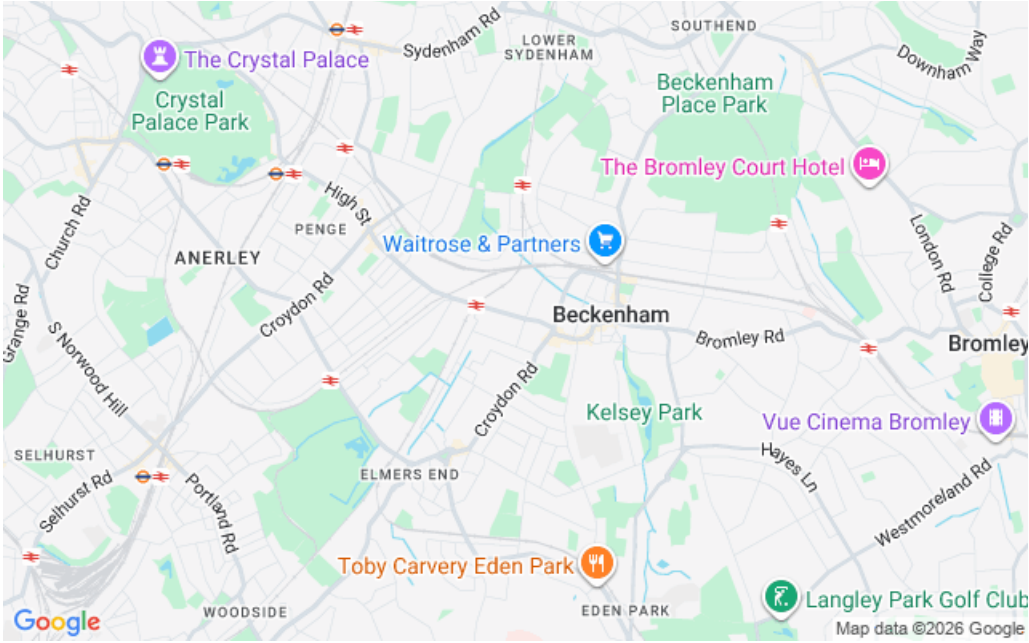 Sydenham Rd
SOUTHEND
LOWER
SYDENHAM
Downham Way
The Crystal Palace
Crystal
Palace Park
Beckenham
Place Park
The Bromley Court Hotel
High St
Church Rd
PENGE
ANERLEY
Waitrose & Partners
London Rd
College Rd
Croydon Rd
Grange Rd
Beckenham
Bromley Rd
Bromley
S Norwood Hill
Croydon Rd
Kelsey Park
Vue Cinema Bromley
SELHURST
Selhurst Rd
Portland Rd
ELMERS END
Hayes Ln
Westmoreland Rd
Toby Carvery Eden Park
EDEN PARK
WOODSIDE
Langley Park Golf Club
Google
Map data ©2026 Google